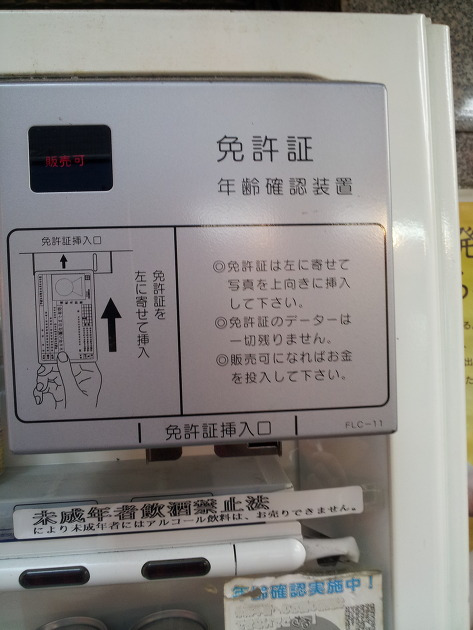 販売可
免許証
年齢確認装置
免許証挿入口
免許証を
左に寄せて挿入
◎免許証は左に寄せて
写真を上向きに挿入
して下さい。
◎免許証のデーターは
一切残りません。
◎販売可になればお金
を投入して下さい。
免許証挿入口
FLC-11
未成年者飲酒禁止法
により未成年者にはアルコール飲料は、お売りできません。
年齢確認実施中!